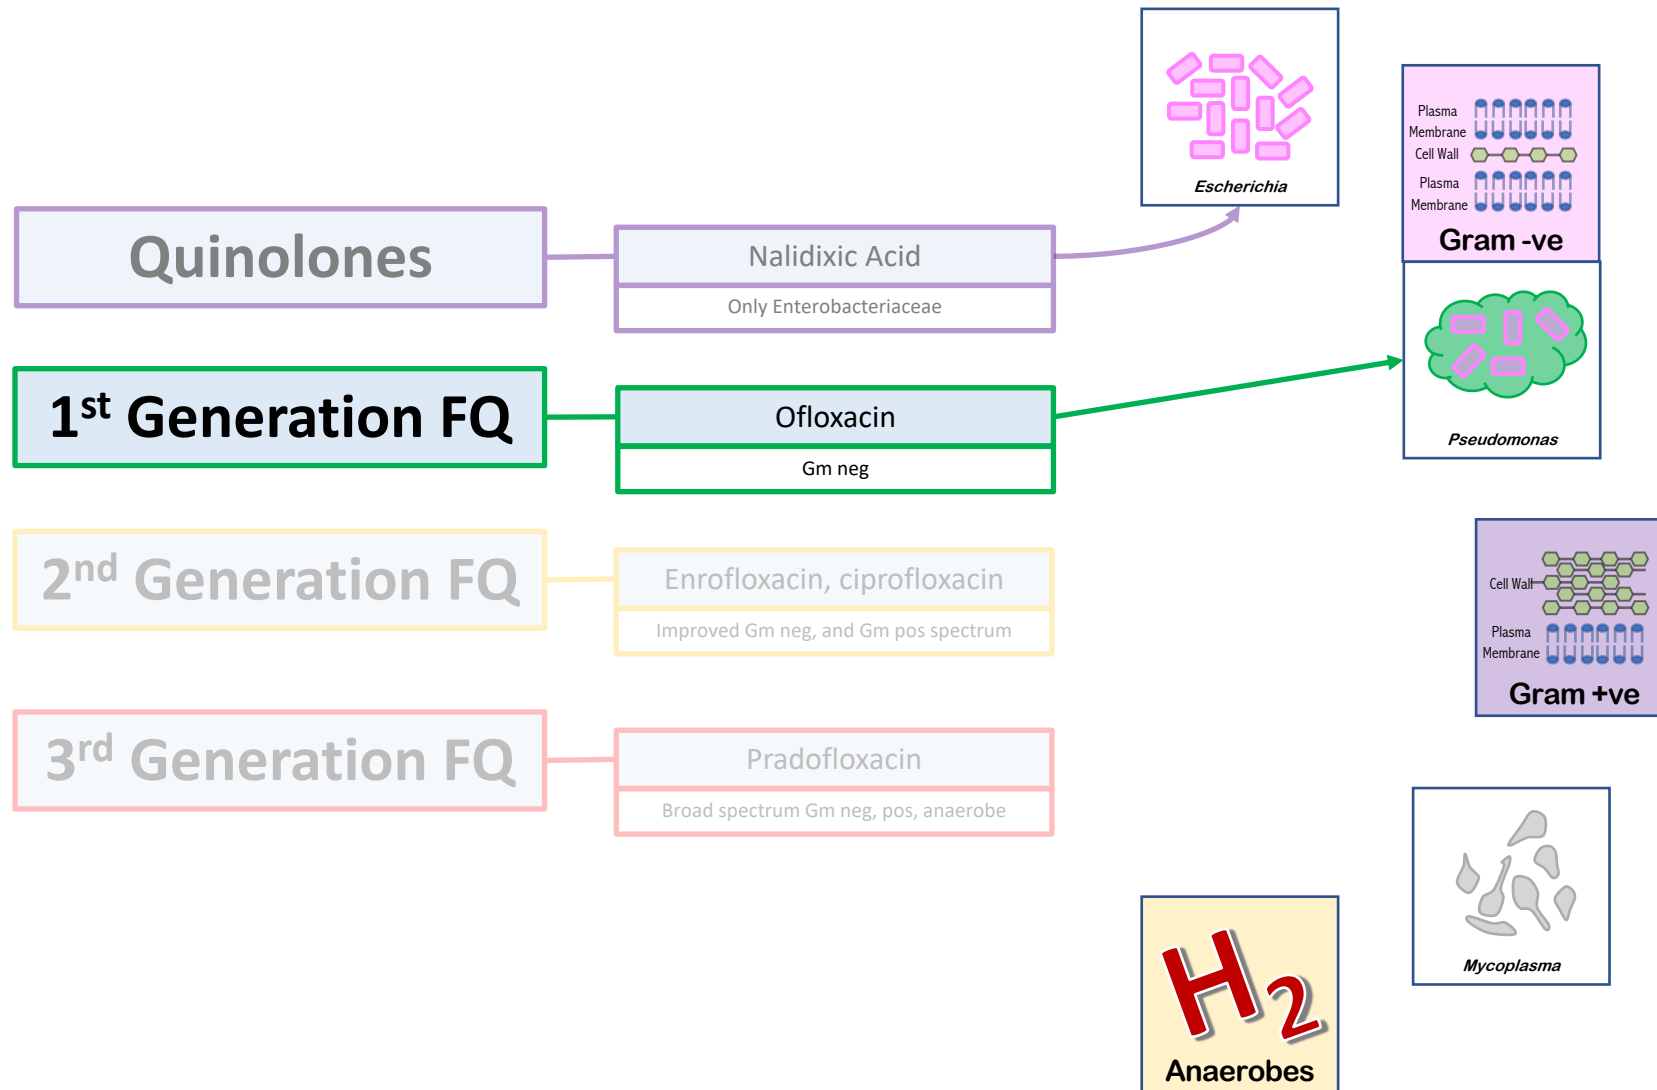 Escherichia
Plasma
Membrane
Cell Wall
Plasma
Membrane
Gram -ve
Quinolones
Nalidixic Acid
Only Enterobacteriaceae
1st Generation FQ
Ofloxacin
Gm neg
Pseudomonas
2nd Generation FQ
Enrofloxacin, ciprofloxacin
Improved Gm neg, and Gm pos spectrum
Cell Wall
Plasma
Membrane
Gram +ve
3rd Generation FQ
Pradofloxacin
Broad spectrum Gm neg, pos, anaerobe
Mycoplasma
H2
Anaerobes